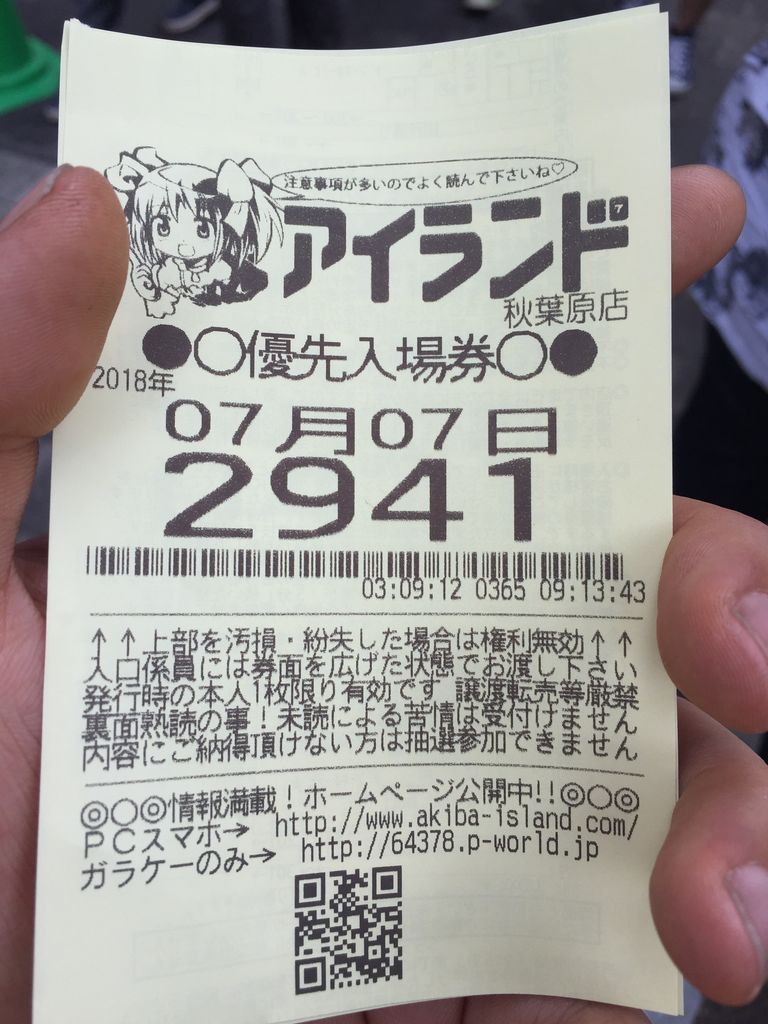 注意事項が多いのでよく読んで下さいね♡
アイランド
秋葉原店
●○優先入場券○●
2018年
07月07日
2941
03:09:12 0365 09:13:43
↑↑上部を汚損・紛失した場合は権利無効↑↑
入口係員には券面を広げた状態でお渡し下さい
発行時の本人1枚限り有効です 譲渡転売等厳禁
裏面熟読の事！未読による苦情は受付けません
内容にご納得頂けない方は抽選参加できません
◎○◎情報満載！ホームページ公開中!!◎○◎
PCスマホ→ http://www.akiba-island.com/
ガラケーのみ→ http://64378.p-world.jp